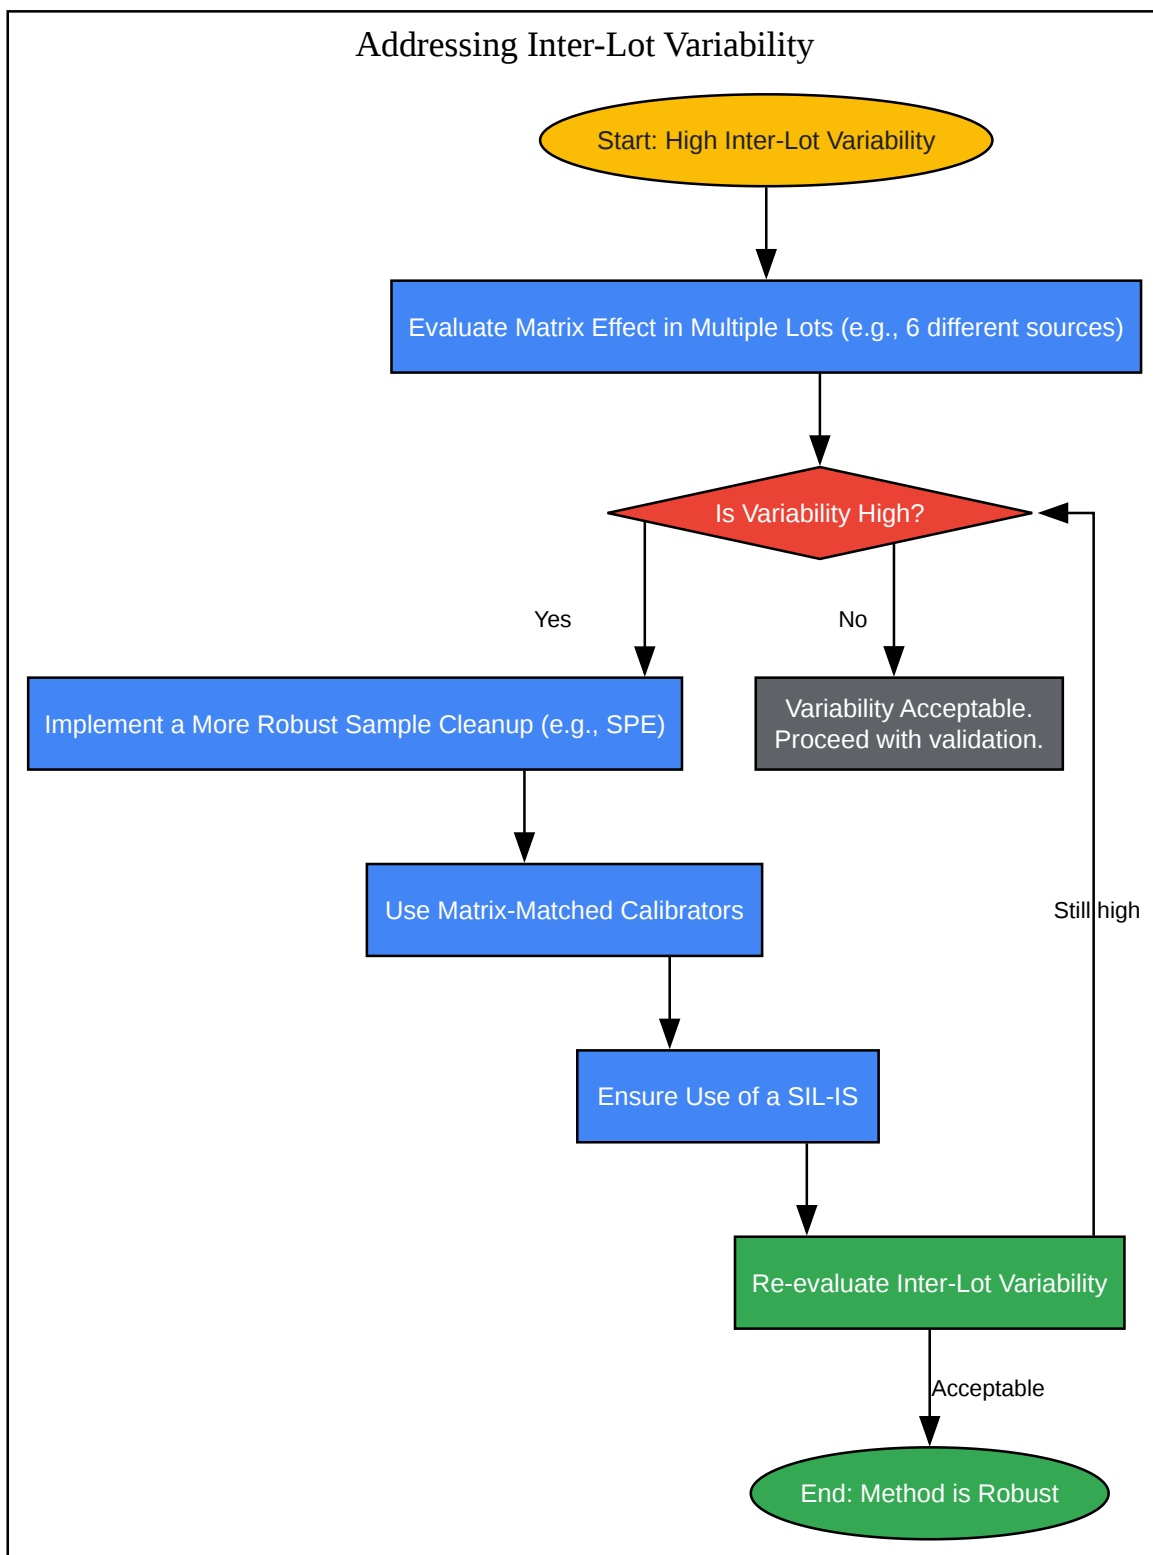 Addressing Inter-Lot Variability
Start: High Inter-Lot Variability
Evaluate Matrix Effect in Multiple Lots (e.g., 6 different sources)
Is Variability High?
Yes
No
Implement a More Robust Sample Cleanup (e.g., SPE)
Variability Acceptable.
Proceed with validation.
Use Matrix-Matched Calibrators
Still high
Ensure Use of a SIL-IS
Re-evaluate Inter-Lot Variability
Acceptable
End: Method is Robust